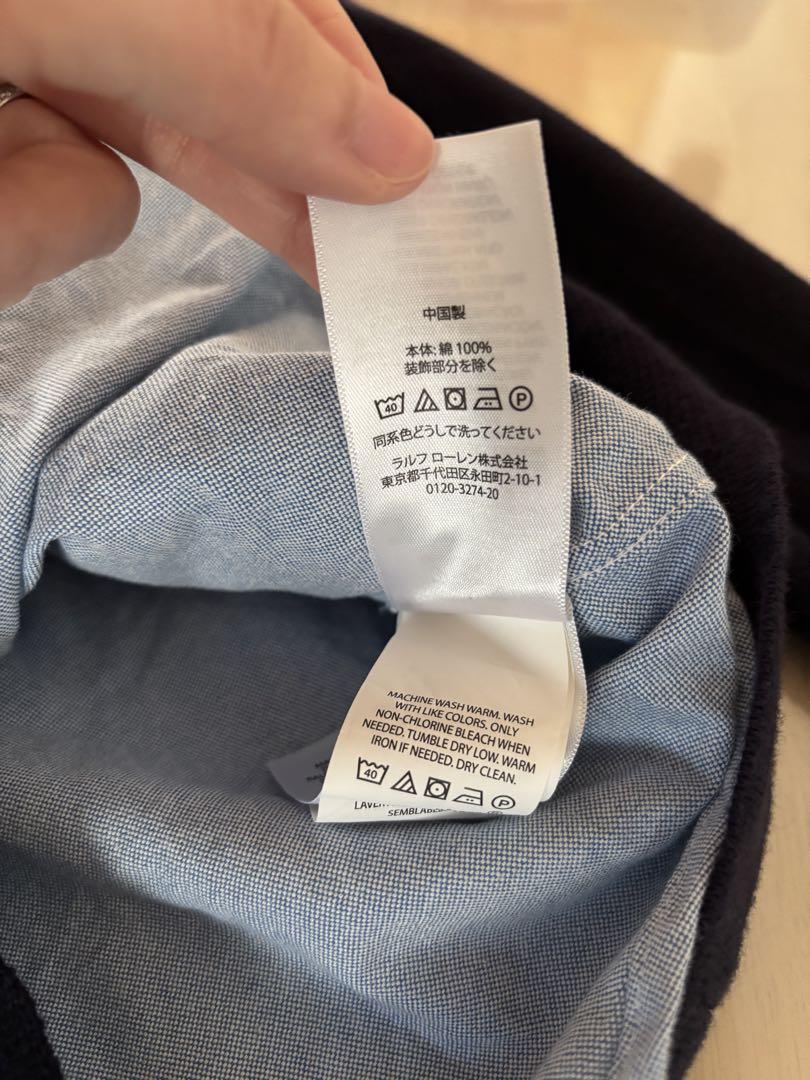 中国製
本体: 綿 100%
装飾部分を除く
40 P
同系色どうしで洗ってください
ラルフ ローレン株式会社
東京都千代田区永田町2-10-1
0120-3274-20
MACHINE WASH WARM. WASH
WITH LIKE COLORS. ONLY
NON-CHLORINE BLEACH WHEN
NEEDED. TUMBLE DRY LOW. WARM
IRON IF NEEDED. DRY CLEAN.
40 P